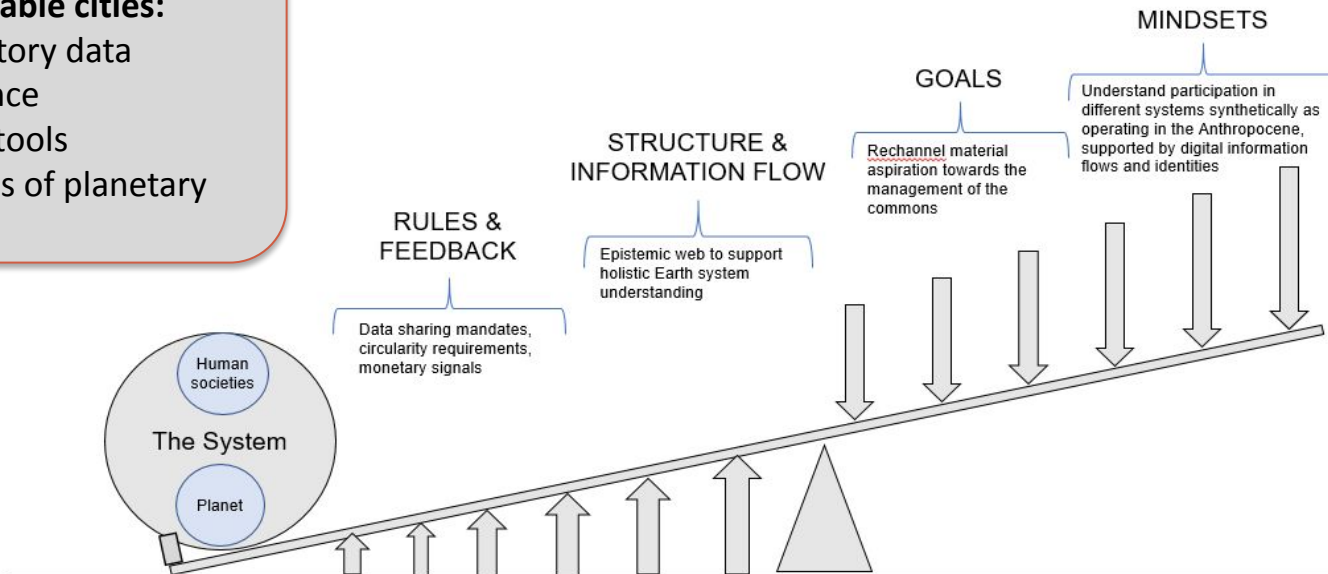 able cities:
tory data
nce
tools
s of planetary
MINDSETS
Understand participation in
different systems synthetically as
operating in the Anthropocene,
supported by digital information
flows and identities
GOALS
Rechannel material
aspiration towards the
management of the
commons
STRUCTURE &
INFORMATION FLOW
Epistemic web to support
holistic Earth system
understanding
RULES &
FEEDBACK
Data sharing mandates,
circularity requirements,
monetary signals
Human
societies
The System
Planet